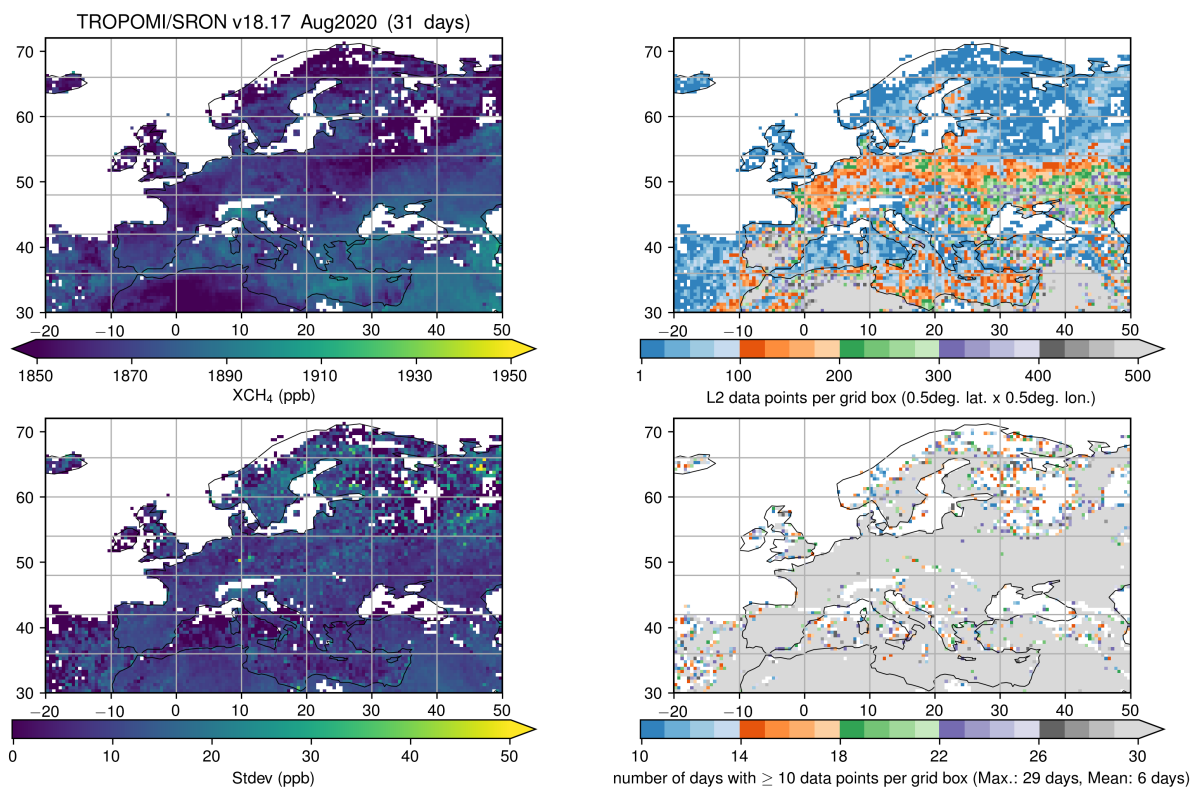 TROPOMI/SRON v18.17 Aug2020 (31 days)
70
60
50
40
30
−20 −10 0 10 20 30 40 50
1850 1870 1890 1910 1930 1950
XCH₄ (ppb)
70
60
50
40
30
−20 −10 0 10 20 30 40 50
1 100 200 300 400 500
L2 data points per grid box (0.5deg. lat. x 0.5deg. lon.)
70
60
50
40
30
−20 −10 0 10 20 30 40 50
0 10 20 30 40 50
Stdev (ppb)
70
60
50
40
30
−20 −10 0 10 20 30 40 50
10 14 18 22 26 30
number of days with ≥ 10 data points per grid box (Max.: 29 days, Mean: 6 days)